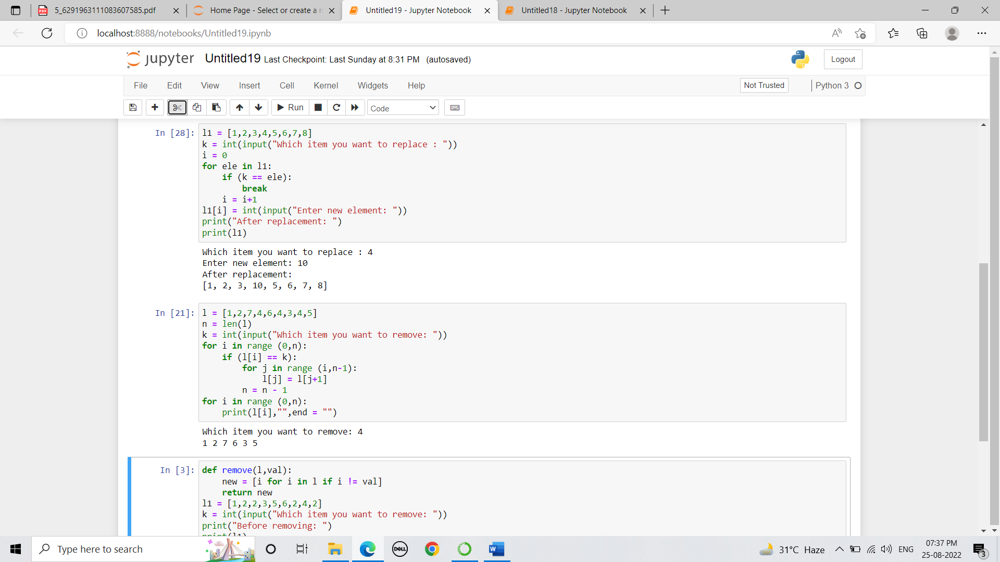 5_6291963111083607585.pdf
Home Page - Select or create a n
Untitled19 - Jupyter Notebook
Untitled18 - Jupyter Notebook
localhost:8888/notebooks/Untitled19.ipynb
jupyter Untitled19 Last Checkpoint: Last Sunday at 8:31 PM (autosaved)
Logout
File Edit View Insert Cell Kernel Widgets Help
Not Trusted
Python 3
Run
Code
In [28]:
l1 = [1,2,3,4,5,6,7,8]
k = int(input("Which item you want to replace : "))
i = 0
for ele in l1:
    if (k == ele):
        break
    i = i+1
l1[i] = int(input("Enter new element: "))
print("After replacement: ")
print(l1)
Which item you want to replace : 4
Enter new element: 10
After replacement:
[1, 2, 3, 10, 5, 6, 7, 8]
In [21]:
l = [1,2,7,4,6,4,3,4,5]
n = len(l)
k = int(input("Which item you want to remove: "))
for i in range (0,n):
    if (l[i] == k):
        for j in range (i,n-1):
            l[j] = l[j+1]
        n = n - 1
for i in range (0,n):
    print(l[i],"",end = "")
Which item you want to remove: 4
1 2 7 6 3 5
In [3]:
def remove(l,val):
    new = [i for i in l if i != val]
    return new
l1 = [1,2,2,3,5,6,2,4,2]
k = int(input("Which item you want to remove: "))
print("Before removing: ")
print(l1)
Type here to search
DELL
W
31°C Haze
ENG
07:37 PM
25-08-2022
3